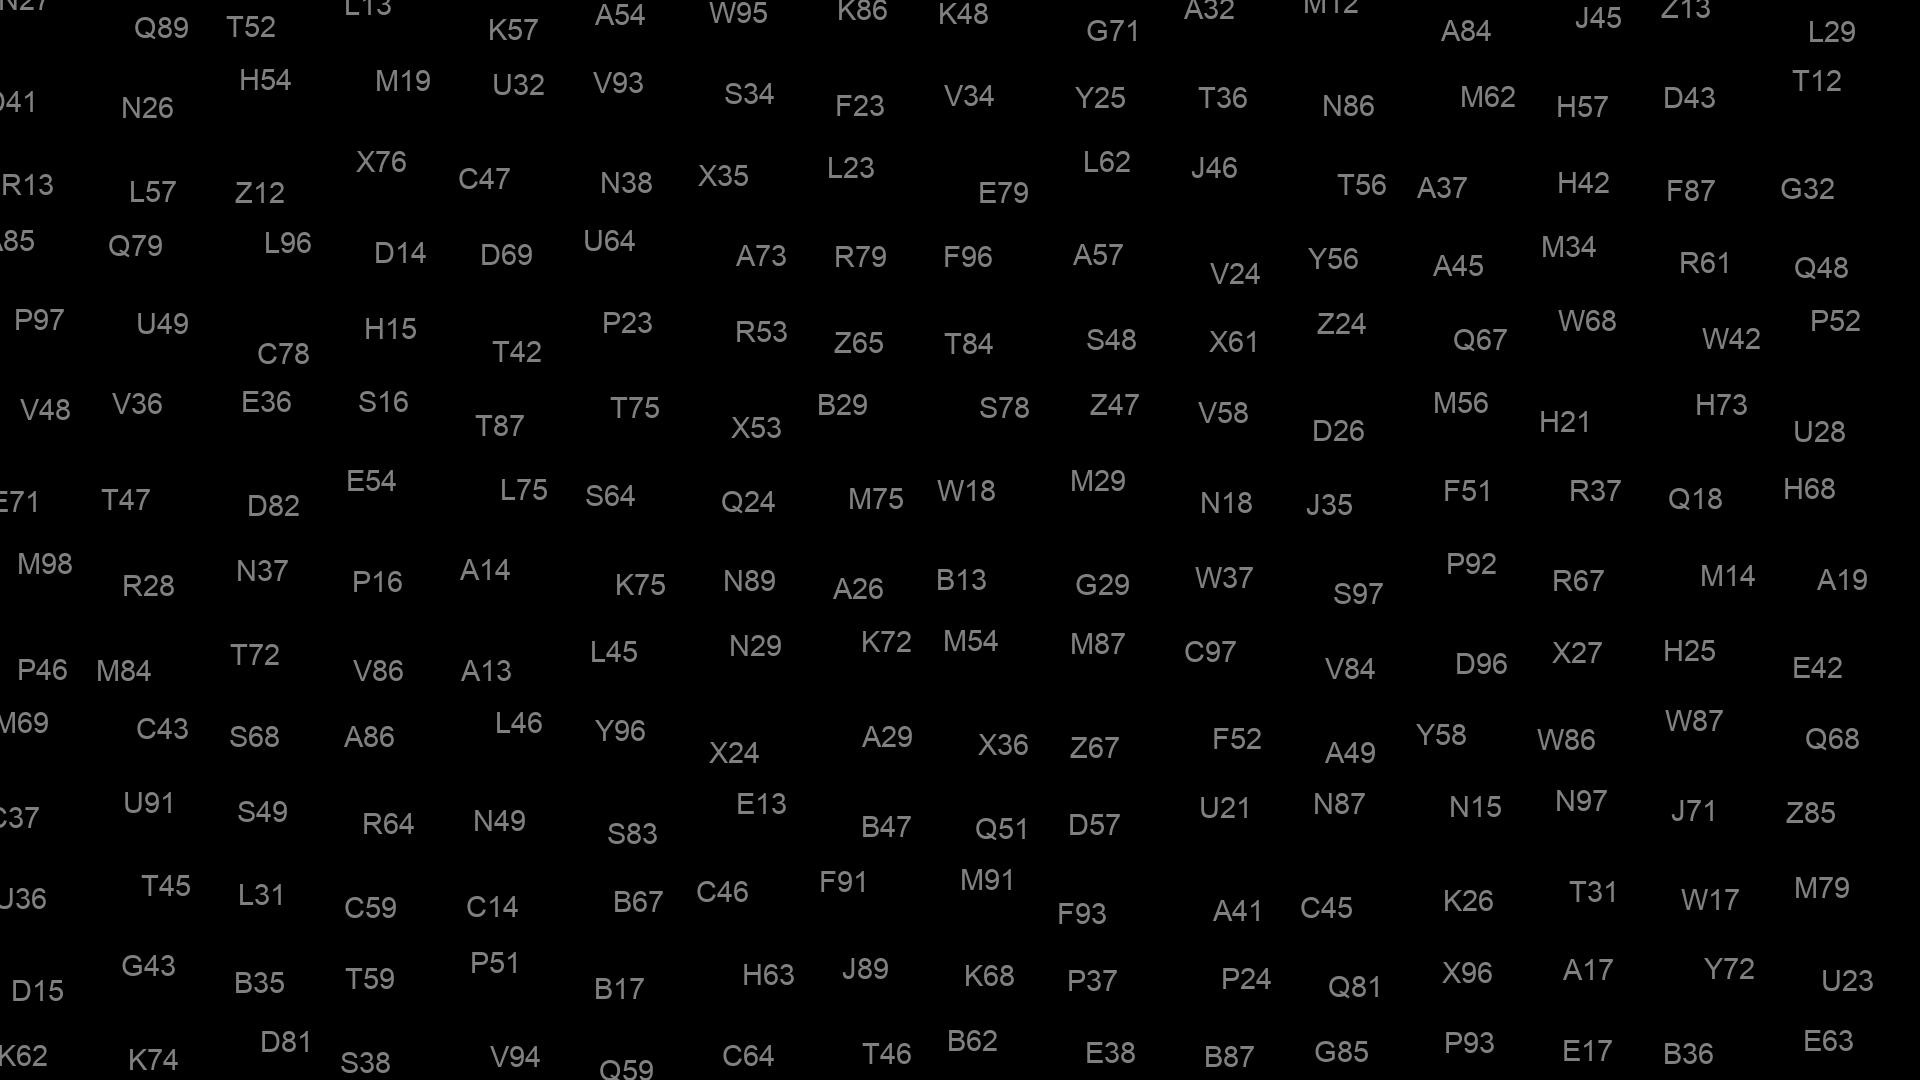 N27 Q89 T52 L13 K57 A54 W95 K86 K48 G71 A32 M12 A84 J45 Z13 L29
N26 H54 M19 U32 V93 S34 F23 V34 Y25 T36 N86 M62 H57 D43 T12
R13 L57 Z12 X76 C47 N38 X35 L23 E79 L62 J46 T56 A37 H42 F87 G32
A85 Q79 L96 D14 D69 U64 A73 R79 F96 A57 V24 Y56 A45 M34 R61 Q48
P97 U49 C78 H15 T42 P23 R53 Z65 T84 S48 X61 Z24 Q67 W68 W42 P52
V48 V36 E36 S16 T87 T75 X53 B29 S78 Z47 V58 D26 M56 H21 H73 U28
E71 T47 D82 E54 L75 S64 Q24 M75 W18 M29 N18 J35 F51 R37 Q18 H68
M98 R28 N37 P16 A14 K75 N89 A26 B13 G29 W37 S97 P92 R67 M14 A19
P46 M84 T72 V86 A13 L45 N29 K72 M54 M87 C97 V84 D96 X27 H25 E42
M69 C43 S68 A86 L46 Y96 X24 A29 X36 Z67 F52 A49 Y58 W86 W87 Q68
C37 U91 S49 R64 N49 S83 E13 B47 Q51 D57 U21 N87 N15 N97 J71 Z85
U36 T45 L31 C59 C14 B67 C46 F91 M91 F93 A41 C45 K26 T31 W17 M79
D15 G43 B35 T59 P51 B17 H63 J89 K68 P37 P24 Q81 X96 A17 Y72 U23
K62 K74 D81 S38 V94 Q59 C64 T46 B62 E38 B87 G85 P93 E17 B36 E63